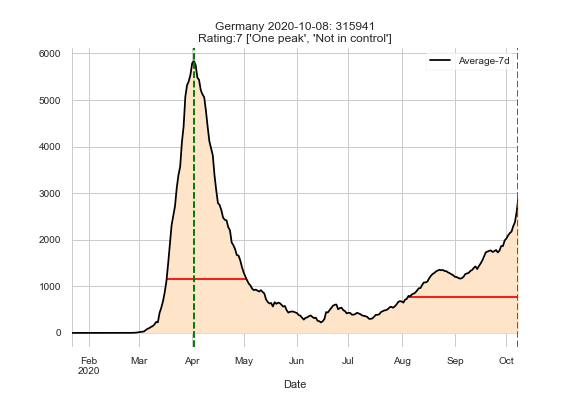 Germany 2020-10-08: 315941
Rating:7 ['One peak', 'Not in control']
Average-7d
6000
5000
4000
3000
2000
1000
0
Feb Mar Apr May Jun Jul Aug Sep Oct
2020
Date